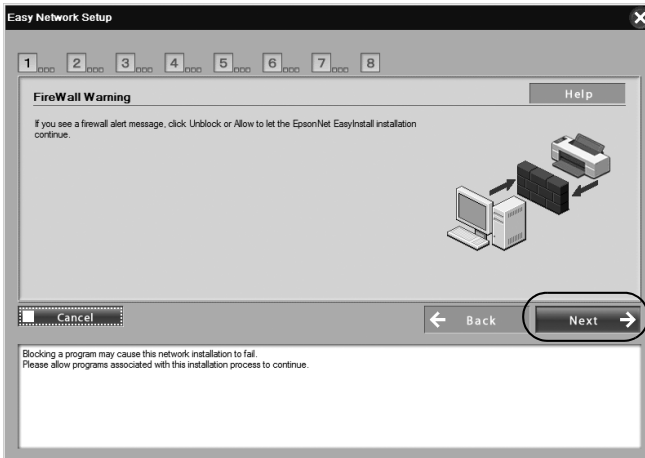 Easy Network Setup
1 2 3 4 5 6 7 8
FireWall Warning
Help
If you see a firewall alert message, click Unblock or Allow to let the EpsonNet EasyInstall installation
continue.
Cancel
Back
Next
Blocking a program may cause this network installation to fail.
Please allow programs associated with this installation process to continue.